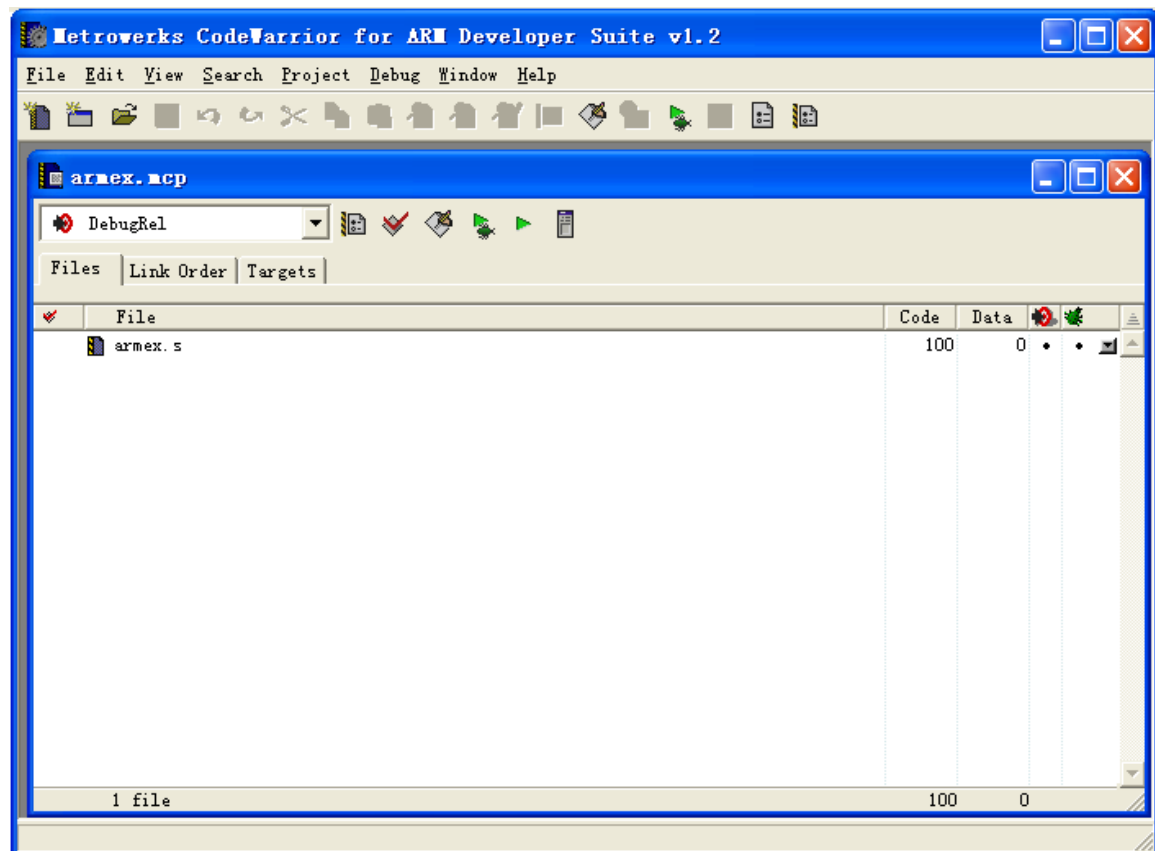 Metrowerks CodeWarrior for ARM Developer Suite v1.2
File Edit View Search Project Debug Window Help
armex.mcp
DebugRel
Files Link Order Targets
File Code Data
armex.s 100 0
1 file 100 0